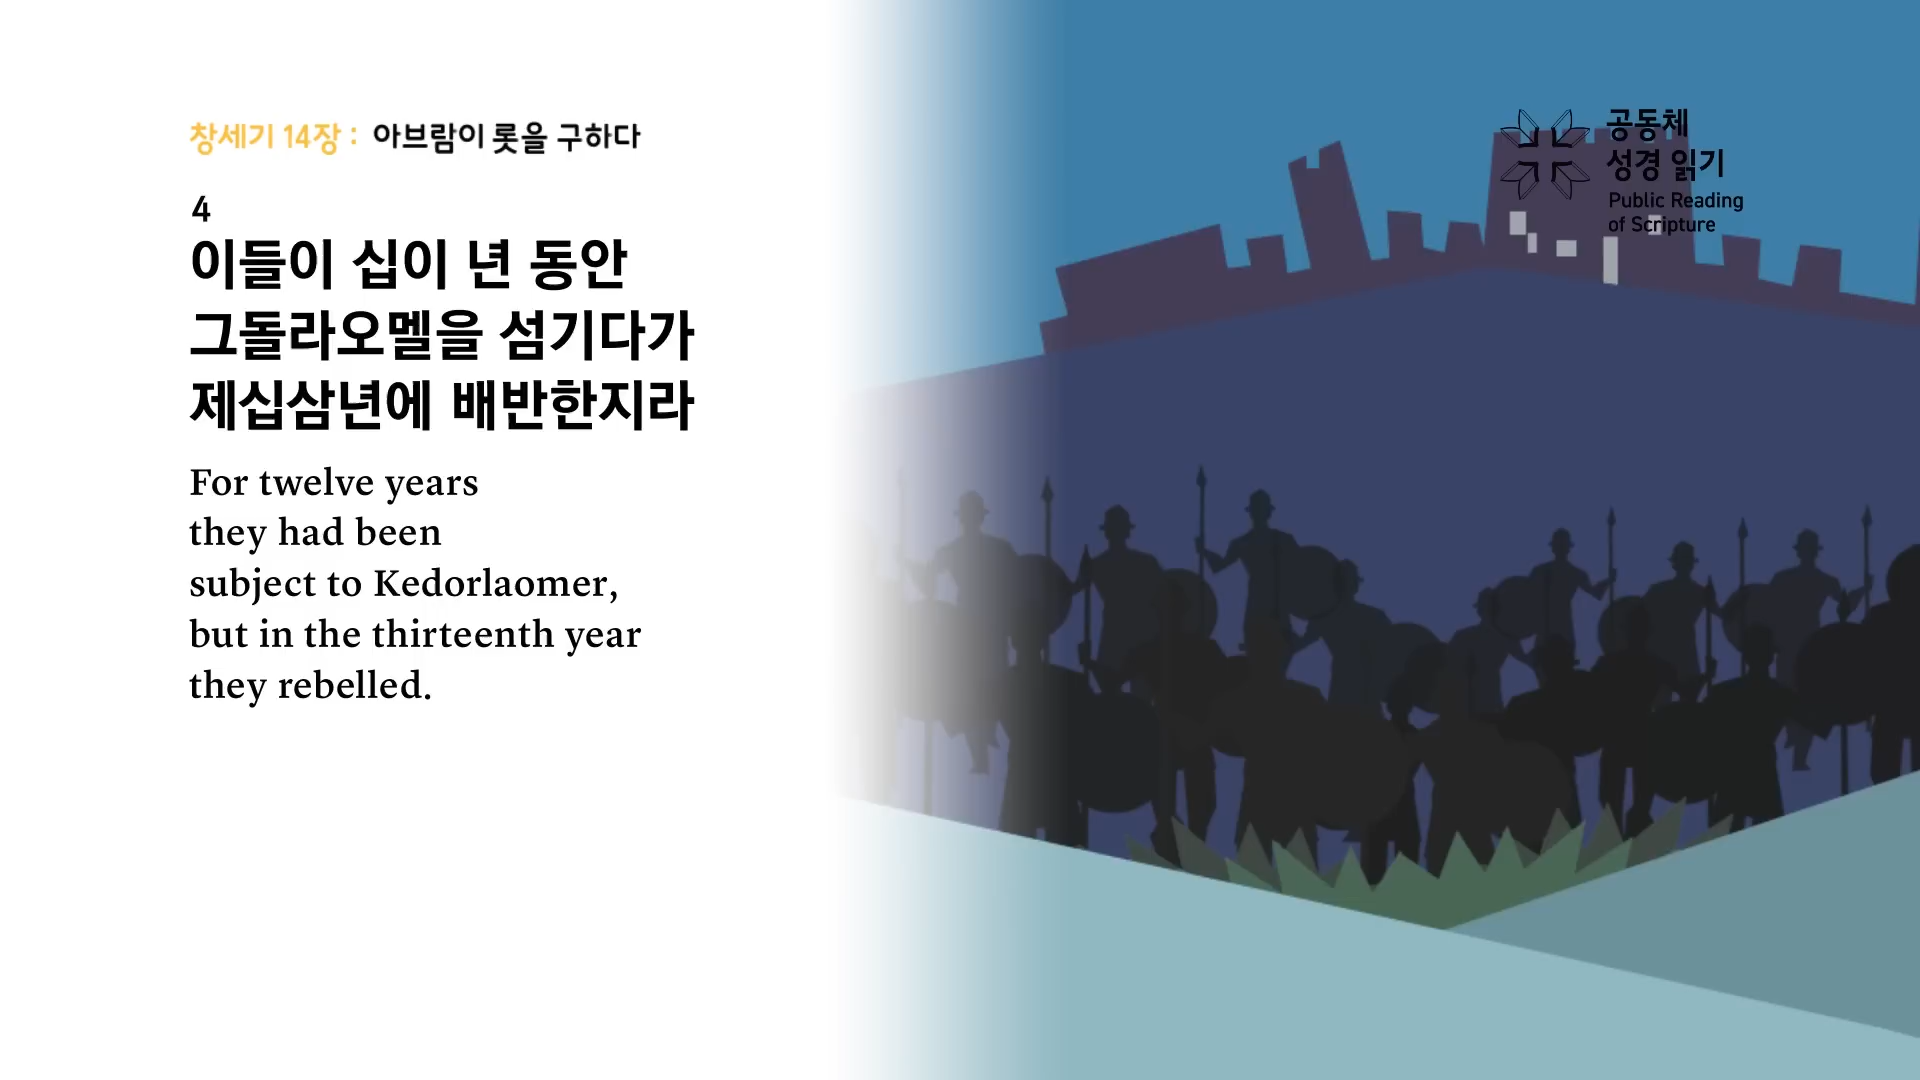 창세기 14장 : 아브람이 롯을 구하다
4
이들이 십이 년 동안
그돌라오멜을 섬기다가
제십삼년에 배반한지라
For twelve years
they had been
subject to Kedorlaomer,
but in the thirteenth year
they rebelled.
공동체
성경 읽기
Public Reading
of Scripture